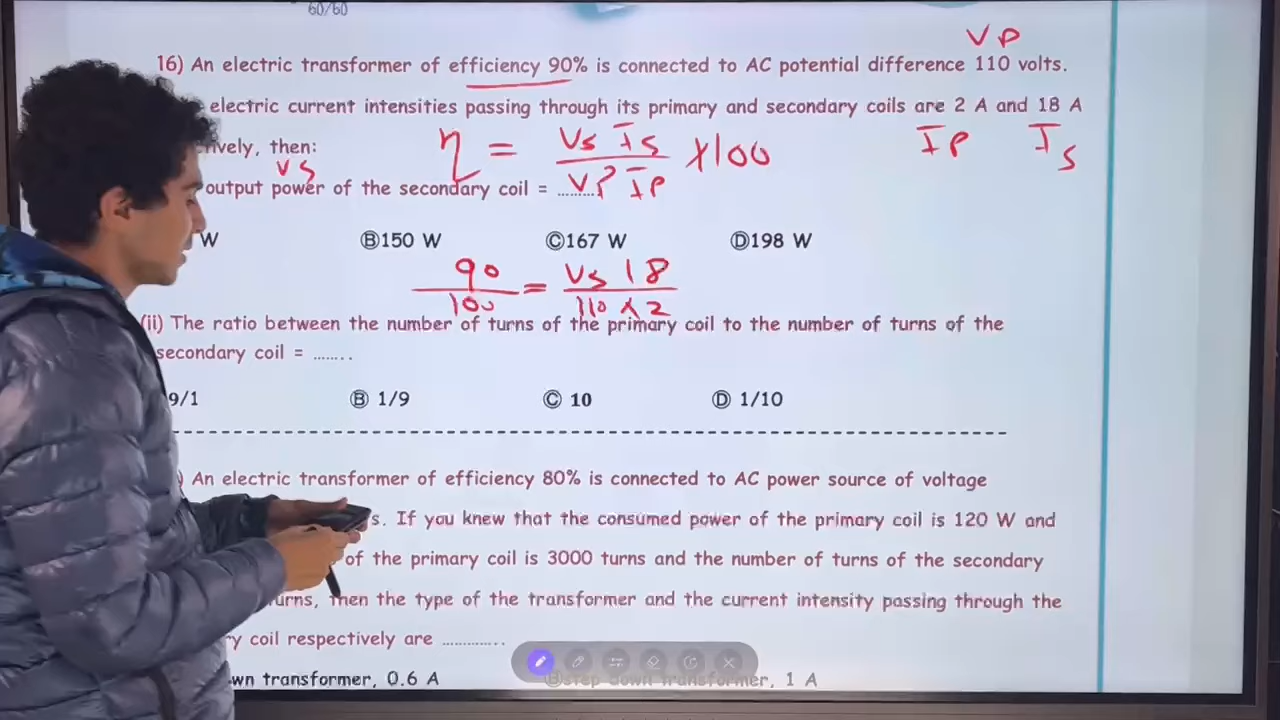 60/60
V P
16) An electric transformer of efficiency 90% is connected to AC potential difference 110 volts.
electric current intensities passing through its primary and secondary coils are 2 A and 18 A
ively, then:
η = Vs Is / VP IP × 100
IP Is
Vs
output power of the secondary coil = ........
W Ⓑ150 W Ⓒ167 W Ⓓ198 W
90 / 100 = Vs 18 / 110 × 2
(ii) The ratio between the number of turns of the primary coil to the number of turns of the
secondary coil = ........
9/1 Ⓑ 1/9 Ⓒ 10 Ⓓ 1/10
) An electric transformer of efficiency 80% is connected to AC power source of voltage
s. If you knew that the consumed power of the primary coil is 120 W and
of the primary coil is 3000 turns and the number of turns of the secondary
urns, then the type of the transformer and the current intensity passing through the
ry coil respectively are .............
wn transformer, 0.6 A Ⓑstep down transformer, 1 A